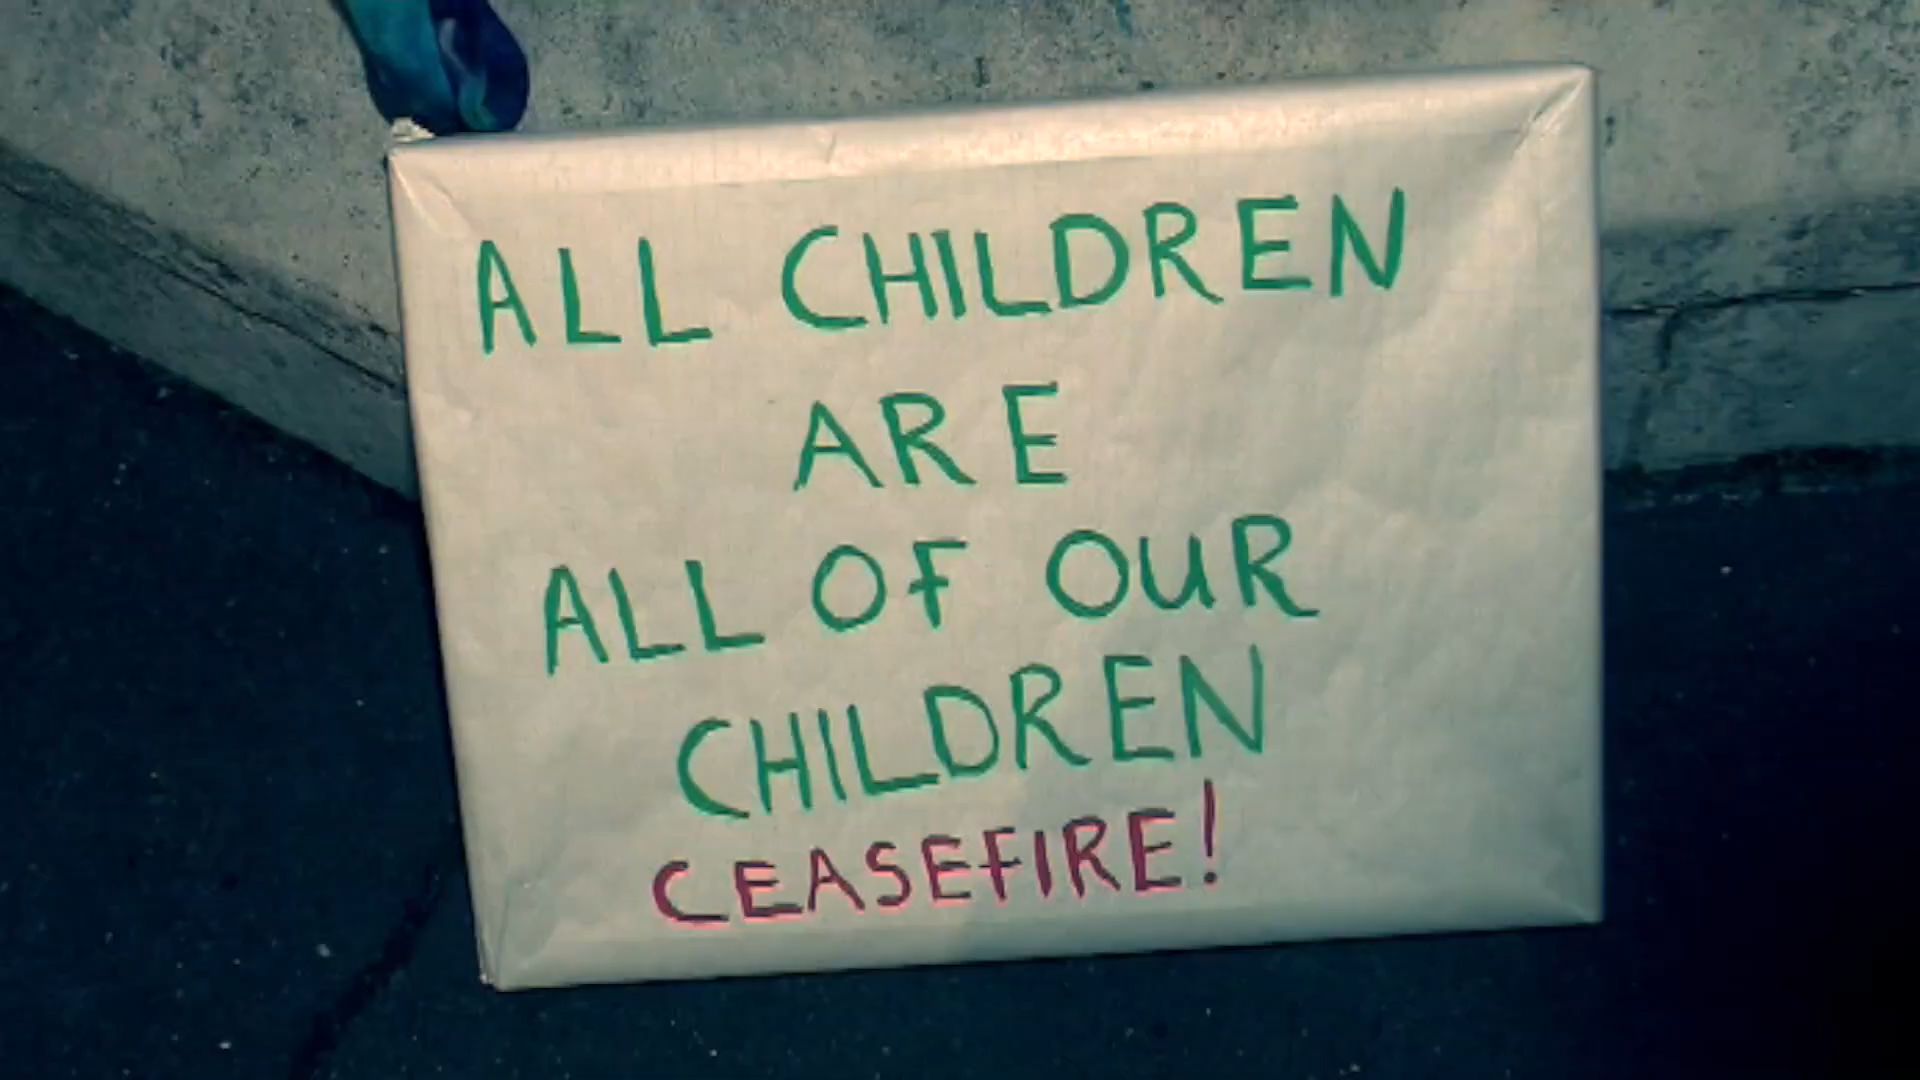 ALL CHILDREN
ARE
ALL OF OUR
CHILDREN
CEASEFIRE!